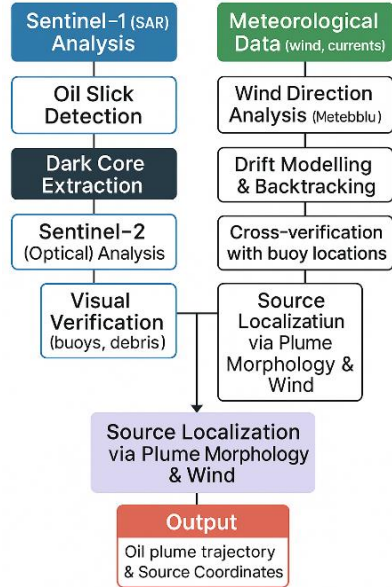 Sentinel-1 (SAR)
Analysis
Oil Slick
Detection
Dark Core
Extraction
Sentinel-2
(Optical) Analysis
Visual
Verification
(buoys, debris)
Meteorological
Data (wind, currents)
Wind Direction
Analysis (Metebblu)
Drift Modelling
& Backtracking
Cross-verification
with buoy locations
Source
Localizatiun
via Plume
Morphology &
Wind
Source Localization
via Plume Morphology
& Wind
Output
Oil plume trajectory
& Source Coordinates